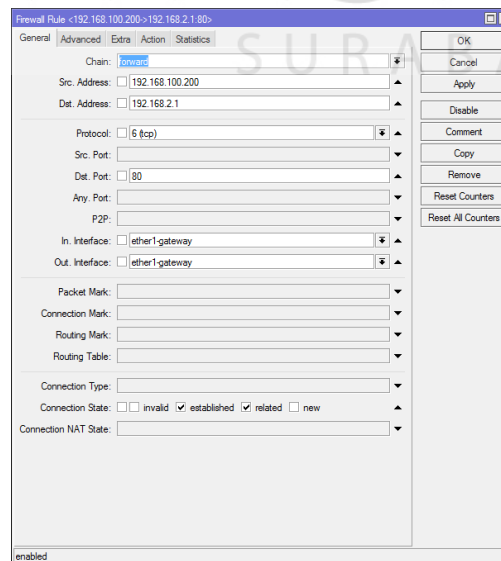 Firewall Rule <192.168.100.200->192.168.2.1:80>
General Advanced Extra Action Statistics
SURABA
Chain: forward
Src. Address: 192.168.100.200
Dst. Address: 192.168.2.1
Protocol: 6 (tcp)
Src. Port:
Dst. Port: 80
Any. Port:
P2P:
In. Interface: ether1-gateway
Out. Interface: ether1-gateway
Packet Mark:
Connection Mark:
Routing Mark:
Routing Table:
Connection Type:
Connection State: invalid established related new
Connection NAT State:
OK
Cancel
Apply
Disable
Comment
Copy
Remove
Reset Counters
Reset All Counters
enabled